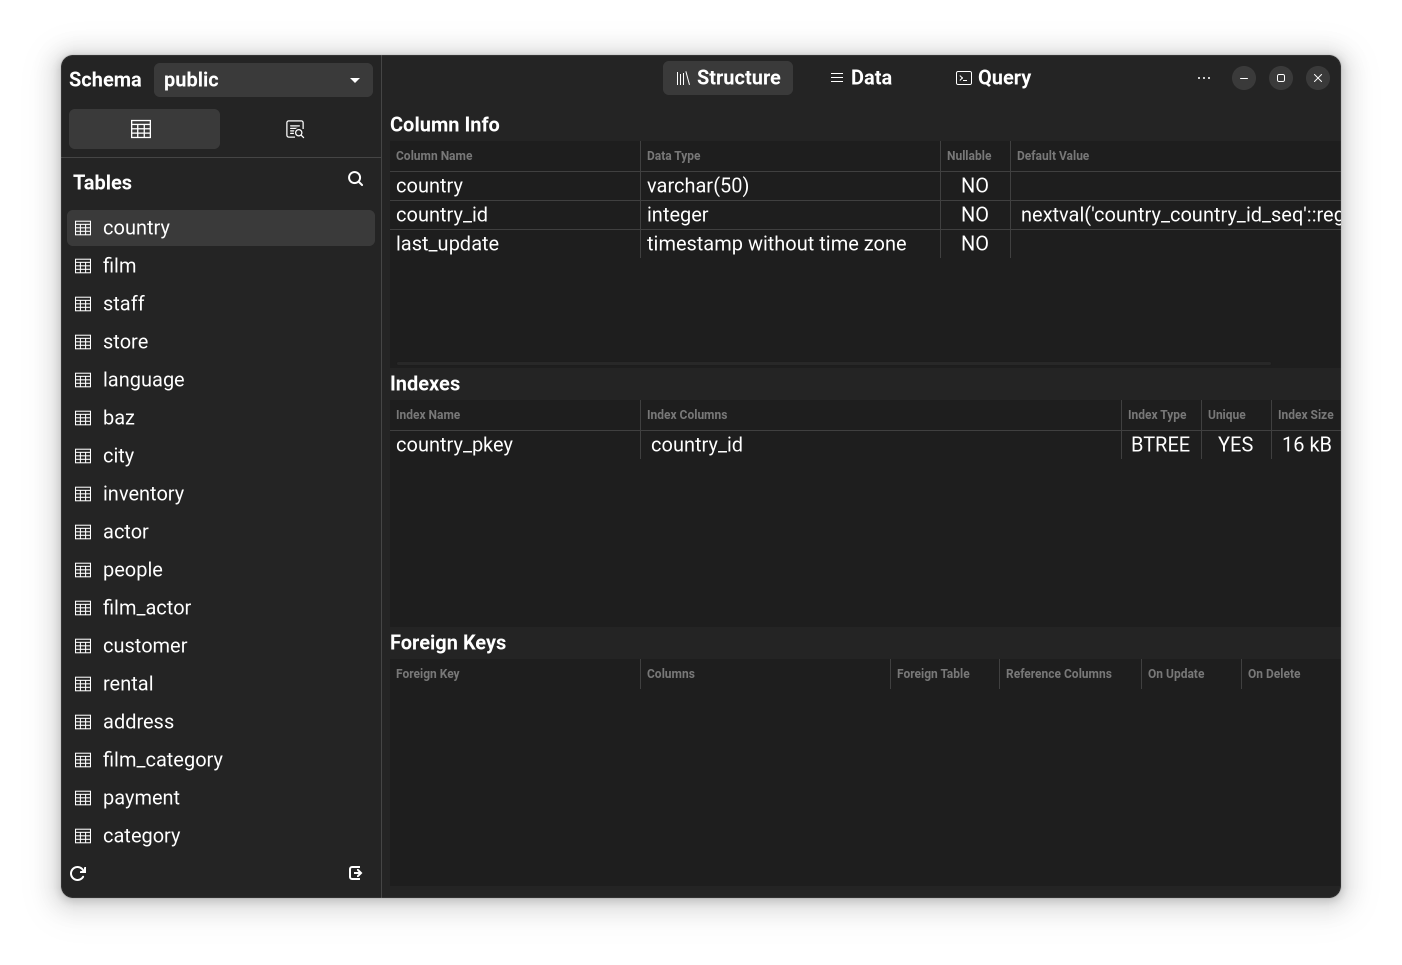 Schema public
Structure Data Query
Tables
country
film
staff
store
language
baz
city
inventory
actor
people
film_actor
customer
rental
address
film_category
payment
category
Column Info
Column Name Data Type Nullable Default Value
country varchar(50) NO
country_id integer NO nextval('country_country_id_seq'::reg
last_update timestamp without time zone NO
Indexes
Index Name Index Columns Index Type Unique Index Size
country_pkey country_id BTREE YES 16 kB
Foreign Keys
Foreign Key Columns Foreign Table Reference Columns On Update On Delete